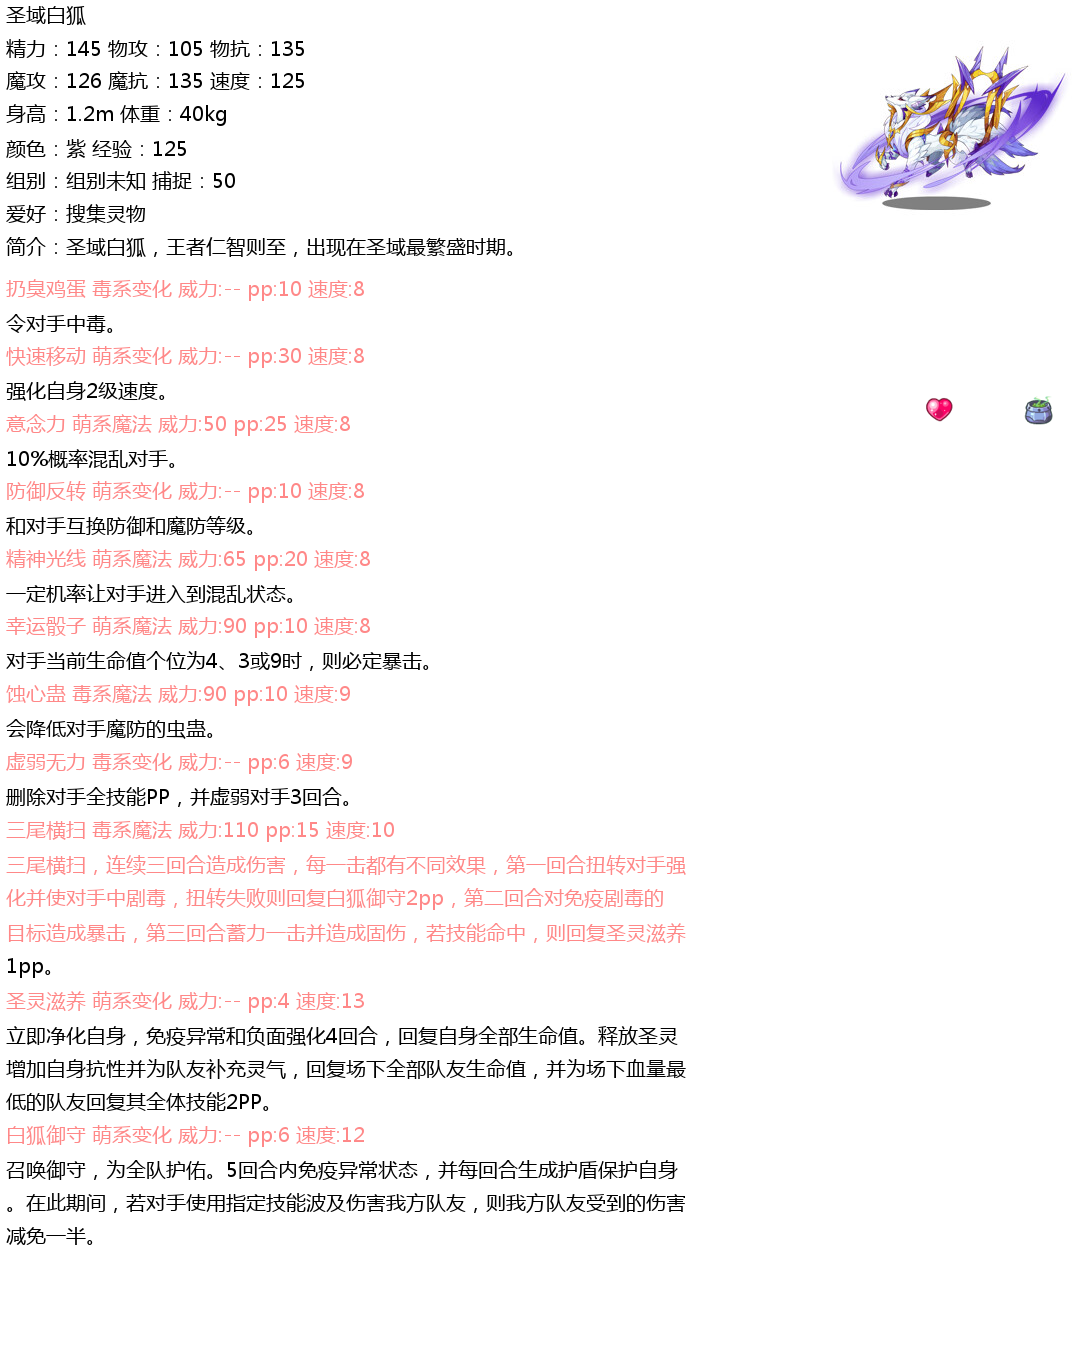 圣域白狐
精力：145 物攻：105 物抗：135
魔攻：126 魔抗：135 速度：125
身高：1.2m 体重：40kg
颜色：紫 经验：125
组别：组别未知 捕捉：50
爱好：搜集灵物
简介：圣域白狐，王者仁智则至，出现在圣域最繁盛时期。
扔臭鸡蛋 毒系变化 威力:-- pp:10 速度:8
令对手中毒。
快速移动 萌系变化 威力:-- pp:30 速度:8
强化自身2级速度。
意念力 萌系魔法 威力:50 pp:25 速度:8
10%概率混乱对手。
防御反转 萌系变化 威力:-- pp:10 速度:8
和对手互换防御和魔防等级。
精神光线 萌系魔法 威力:65 pp:20 速度:8
一定机率让对手进入到混乱状态。
幸运骰子 萌系魔法 威力:90 pp:10 速度:8
对手当前生命值个位为4、3或9时，则必定暴击。
蚀心蛊 毒系魔法 威力:90 pp:10 速度:9
会降低对手魔防的虫蛊。
虚弱无力 毒系变化 威力:-- pp:6 速度:9
删除对手全技能PP，并虚弱对手3回合。
三尾横扫 毒系魔法 威力:110 pp:15 速度:10
三尾横扫，连续三回合造成伤害，每一击都有不同效果，第一回合扭转对手强
化并使对手中剧毒，扭转失败则回复白狐御守2pp，第二回合对免疫剧毒的
目标造成暴击，第三回合蓄力一击并造成固伤，若技能命中，则回复圣灵滋养
1pp。
圣灵滋养 萌系变化 威力:-- pp:4 速度:13
立即净化自身，免疫异常和负面强化4回合，回复自身全部生命值。释放圣灵
增加自身抗性并为队友补充灵气，回复场下全部队友生命值，并为场下血量最
低的队友回复其全体技能2PP。
白狐御守 萌系变化 威力:-- pp:6 速度:12
召唤御守，为全队护佑。5回合内免疫异常状态，并每回合生成护盾保护自身
。在此期间，若对手使用指定技能波及伤害我方队友，则我方队友受到的伤害
减免一半。